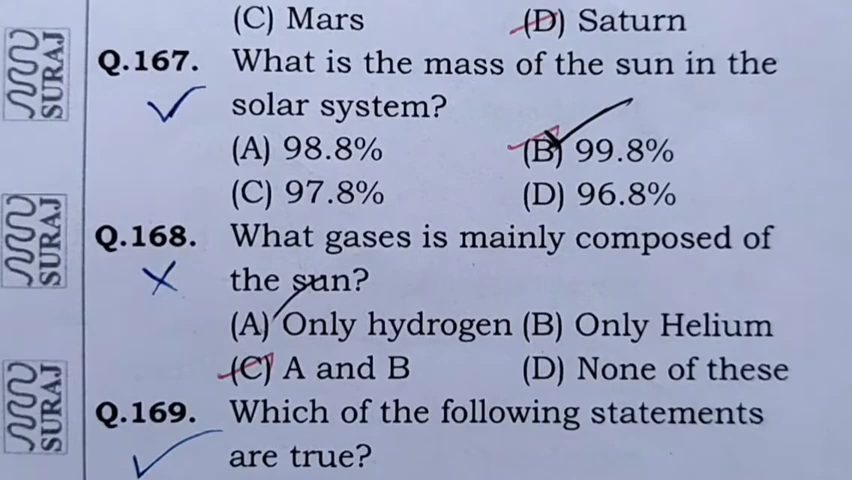 (C) Mars (D) Saturn
Q.167. What is the mass of the sun in the
solar system?
(A) 98.8% (B) 99.8%
(C) 97.8% (D) 96.8%
Q.168. What gases is mainly composed of
the sun?
(A) Only hydrogen (B) Only Helium
(C) A and B (D) None of these
Q.169. Which of the following statements
are true?
SURAJ
SURAJ
SURAJ